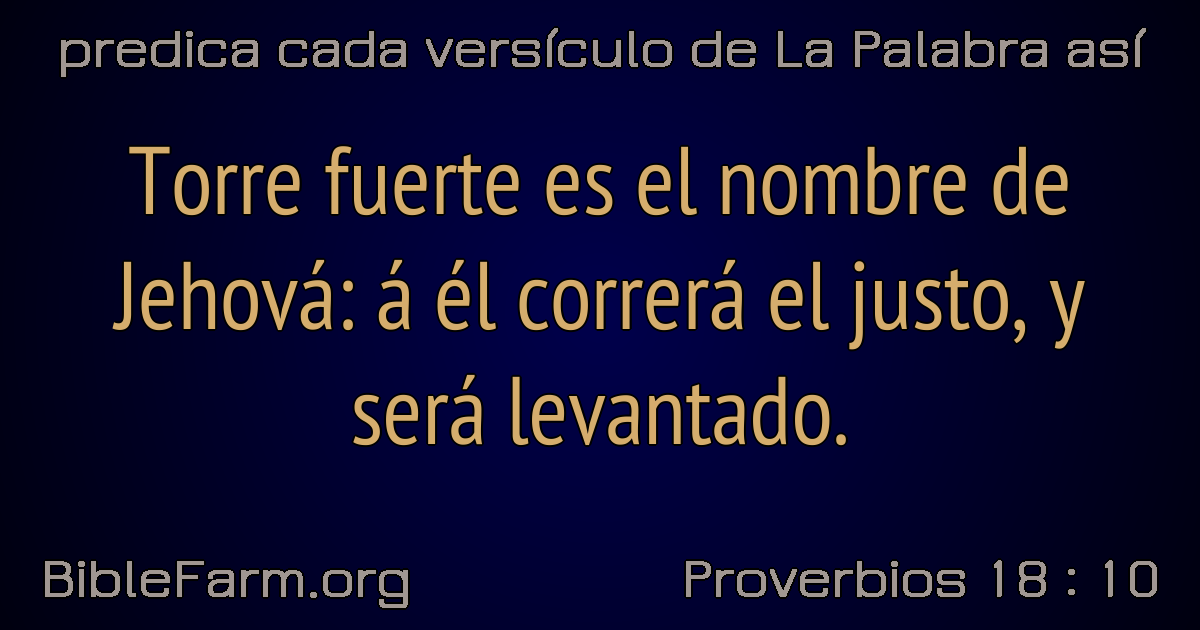 predica cada versículo de La Palabra así
Torre fuerte es el nombre de
Jehová: á él correrá el justo, y
será levantado.
BibleFarm.org
Proverbios 18 : 10